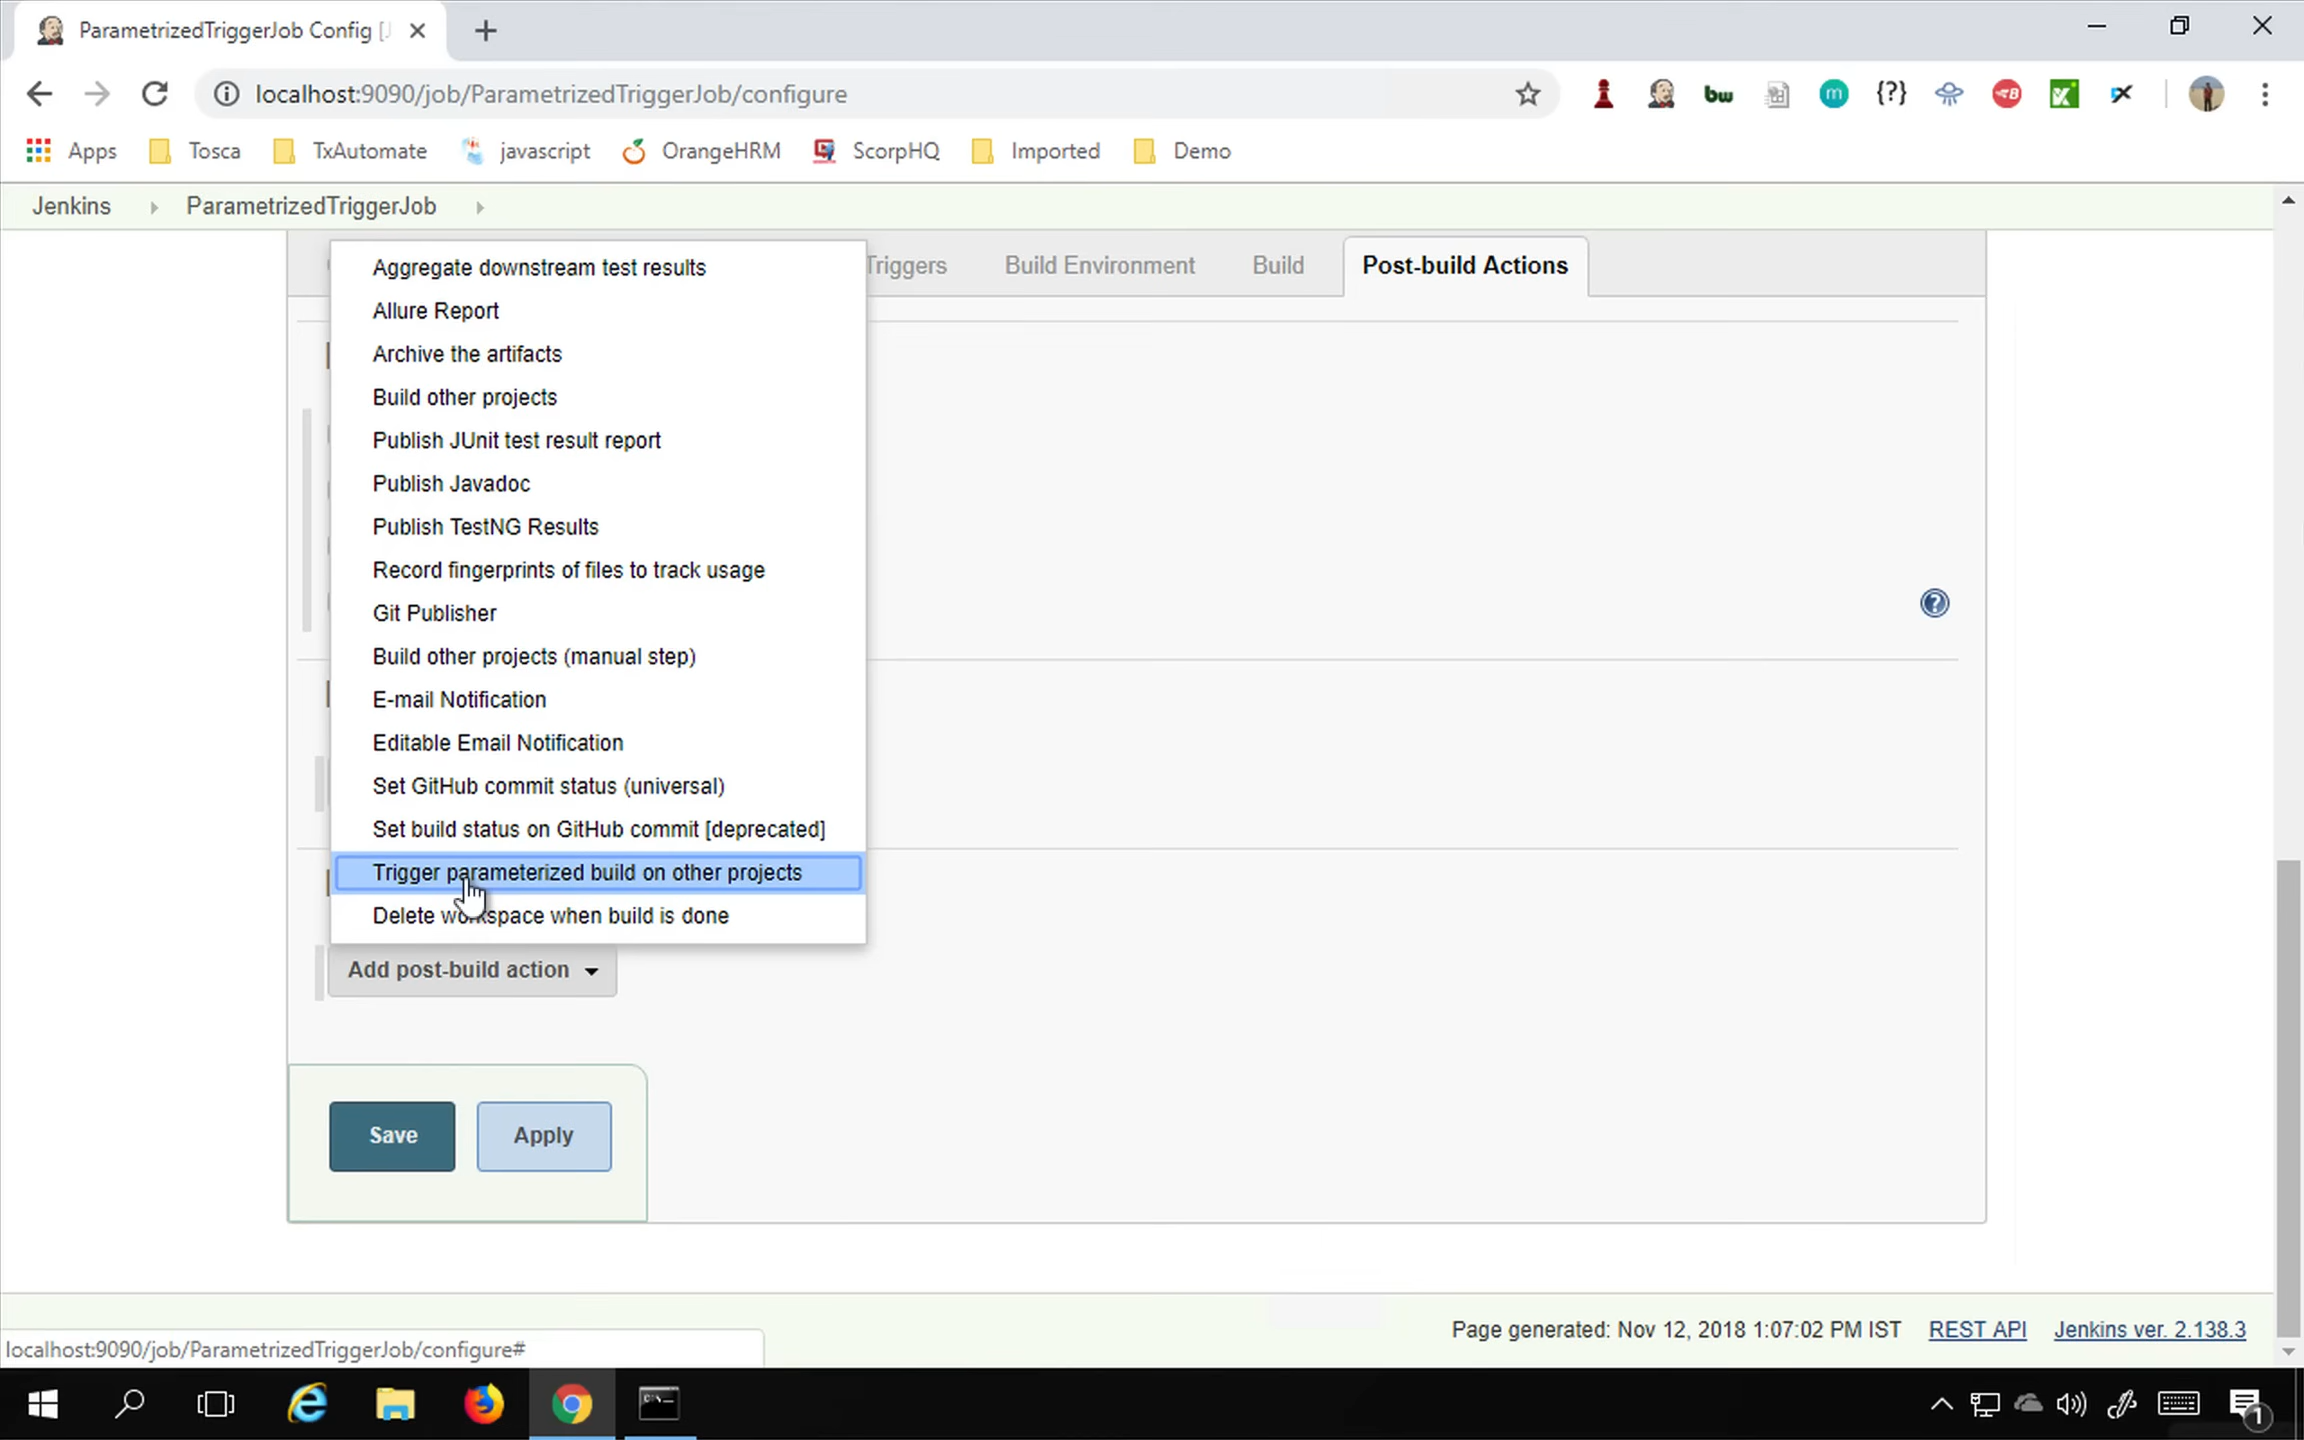 ParametrizedTriggerJob Config [J
localhost:9090/job/ParametrizedTriggerJob/configure
bw
m
{?}
B
Apps
Tosca
TxAutomate
javascript
OrangeHRM
ScorpHQ
Imported
Demo
Jenkins
ParametrizedTriggerJob
Triggers
Build Environment
Build
Post-build Actions
Aggregate downstream test results
Allure Report
Archive the artifacts
Build other projects
Publish JUnit test result report
Publish Javadoc
Publish TestNG Results
Record fingerprints of files to track usage
Git Publisher
Build other projects (manual step)
E-mail Notification
Editable Email Notification
Set GitHub commit status (universal)
Set build status on GitHub commit [deprecated]
Trigger parameterized build on other projects
Delete workspace when build is done
Add post-build action
Save
Apply
Page generated: Nov 12, 2018 1:07:02 PM IST
REST API
Jenkins ver. 2.138.3
localhost:9090/job/ParametrizedTriggerJob/configure#
1